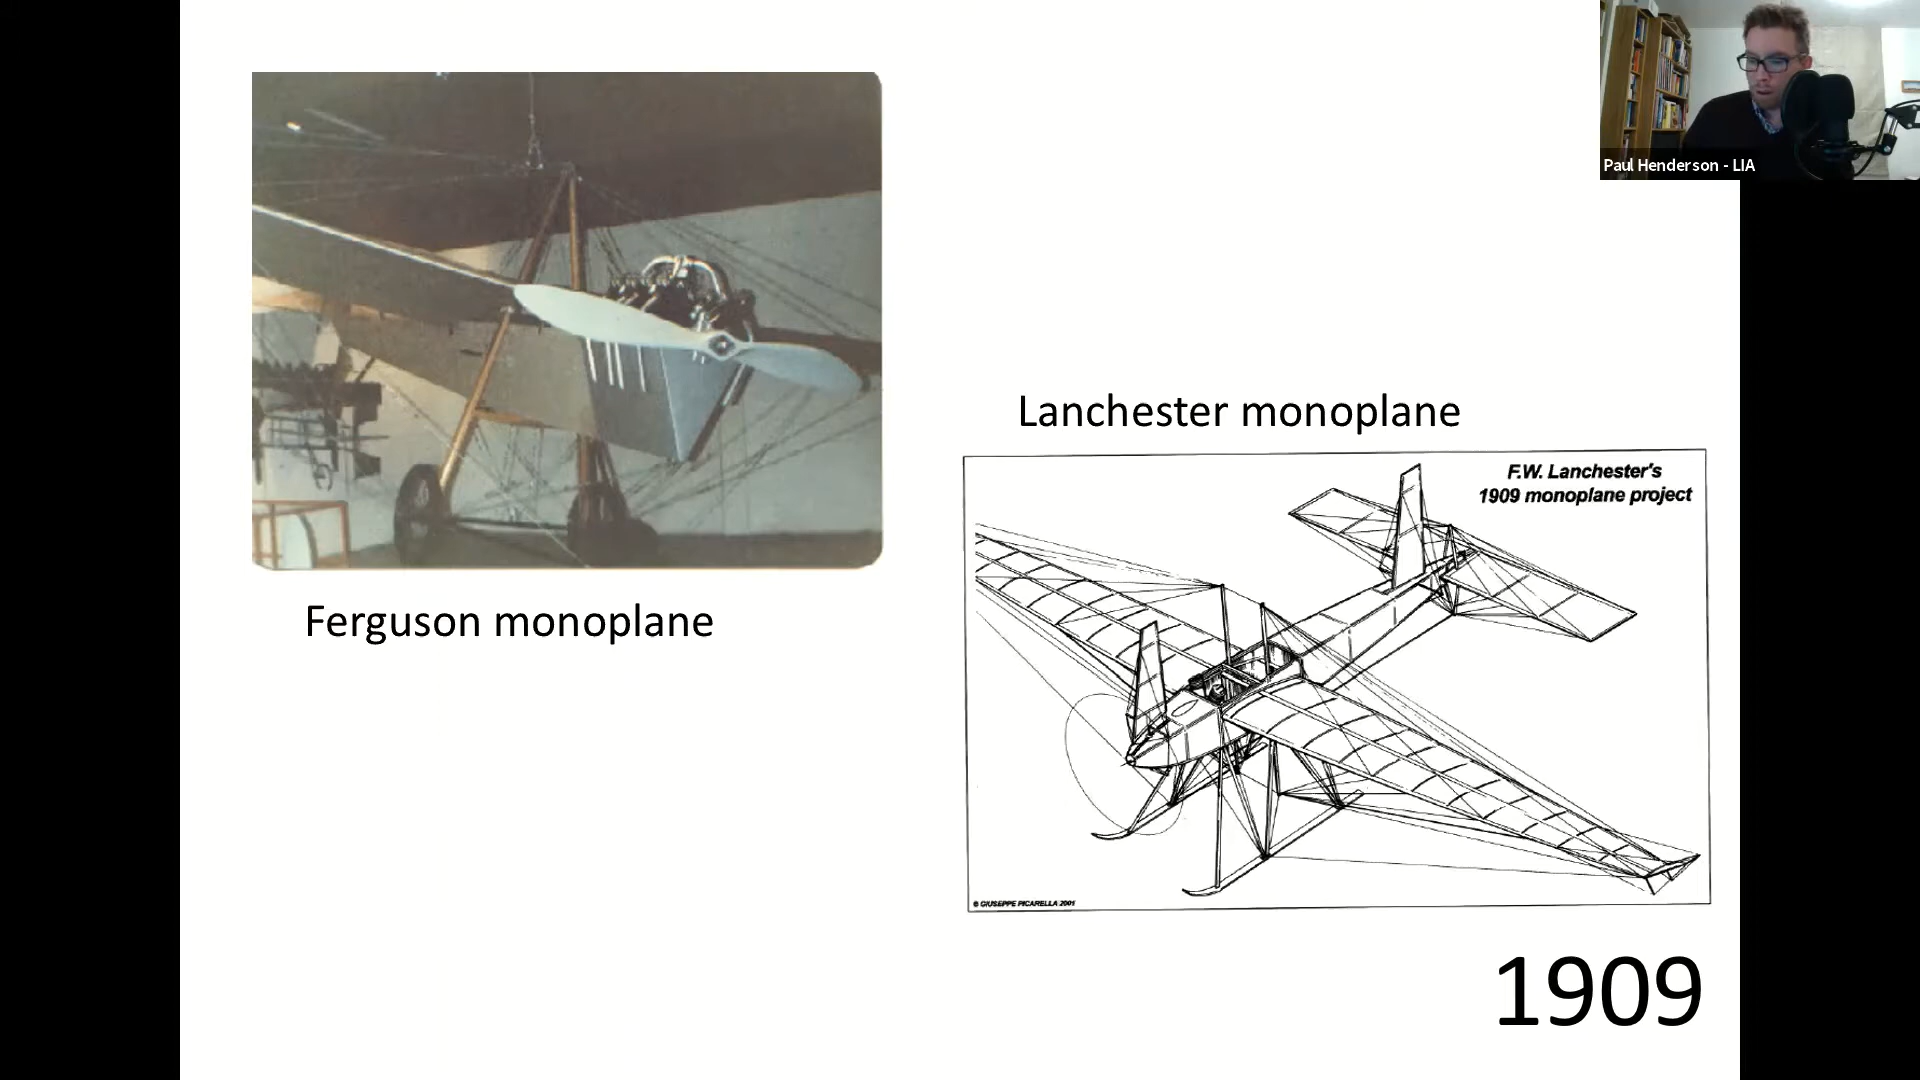 Paul Henderson - LIA
Ferguson monoplane
Lanchester monoplane
F.W. Lanchester's
1909 monoplane project
© GIUSEPPE PICARELLA 2001
1909